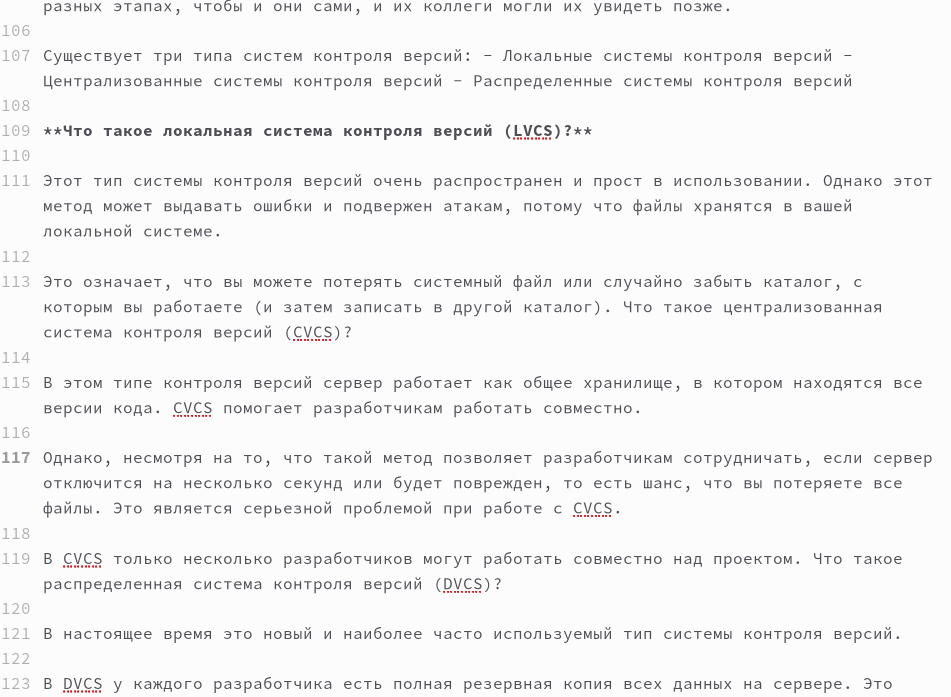 разных этапах, чтобы и они сами, и их коллеги могли их увидеть позже.
106
107 Существует три типа систем контроля версий: - Локальные системы контроля версий -
Централизованные системы контроля версий - Распределенные системы контроля версий
108
109 **Что такое локальная система контроля версий (LVCS)?**
110
111 Этот тип системы контроля версий очень распространен и прост в использовании. Однако этот
метод может выдавать ошибки и подвержен атакам, потому что файлы хранятся в вашей
локальной системе.
112
113 Это означает, что вы можете потерять системный файл или случайно забыть каталог, с
которым вы работаете (и затем записать в другой каталог). Что такое централизованная
система контроля версий (CVCS)?
114
115 В этом типе контроля версий сервер работает как общее хранилище, в котором находятся все
версии кода. CVCS помогает разработчикам работать совместно.
116
117 Однако, несмотря на то, что такой метод позволяет разработчикам сотрудничать, если сервер
отключится на несколько секунд или будет поврежден, то есть шанс, что вы потеряете все
файлы. Это является серьезной проблемой при работе с CVCS.
118
119 В CVCS только несколько разработчиков могут работать совместно над проектом. Что такое
распределенная система контроля версий (DVCS)?
120
121 В настоящее время это новый и наиболее часто используемый тип системы контроля версий.
122
123 В DVCS у каждого разработчика есть полная резервная копия всех данных на сервере. Это